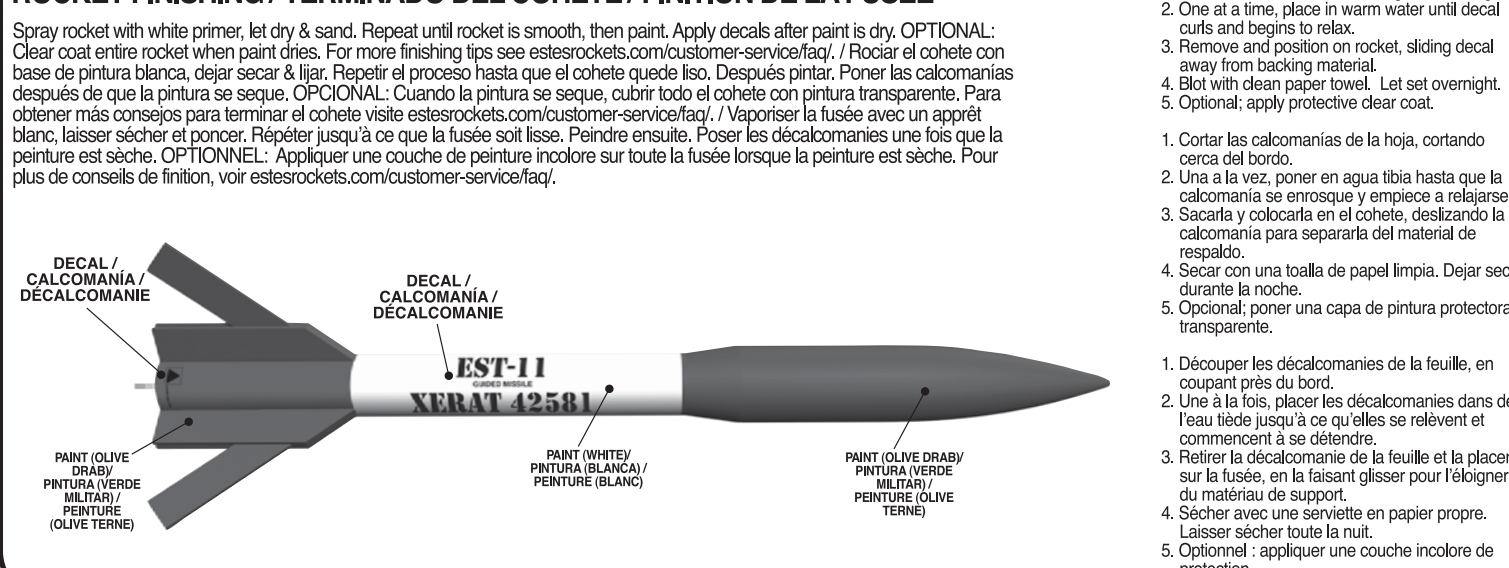 ROCKET FINISHING / TERMINADO DEL COHETE / FINITION DE LA FUSÉE
Spray rocket with white primer, let dry & sand. Repeat until rocket is smooth, then paint. Apply decals after paint is dry. OPTIONAL:
Clear coat entire rocket when paint dries. For more finishing tips see estesrockets.com/customer-service/faq/. / Rociar el cohete con
base de pintura blanca, dejar secar & lijar. Repetir el proceso hasta que el cohete quede liso. Después pintar. Poner las calcomanías
después de que la pintura se seque. OPCIONAL: Cuando la pintura se seque, cubrir todo el cohete con pintura transparente. Para
obtener más consejos para terminar el cohete visite estesrockets.com/customer-service/faq/. / Vaporiser la fusée avec un apprêt
blanc, laisser sécher et poncer. Répéter jusqu'à ce que la fusée soit lisse. Peindre ensuite. Poser les décalcomanies une fois que la
peinture est sèche. OPTIONNEL: Appliquer une couche de peinture incolore sur toute la fusée lorsque la peinture est sèche. Pour
plus de conseils de finition, voir estesrockets.com/customer-service/faq/.
DECAL /
CALCOMANÍA /
DÉCALCOMANIE
DECAL /
CALCOMANÍA /
DÉCALCOMANIE
EST-11
GUIDED MISSILE
XERAT 42581
PAINT (OLIVE
DRAB)/
PINTURA (VERDE
MILITAR) /
PEINTURE
(OLIVE TERNE)
PAINT (WHITE)/
PINTURA (BLANCA) /
PEINTURE (BLANC)
PAINT (OLIVE DRAB)/
PINTURA (VERDE
MILITAR) /
PEINTURE (OLIVE
TERNE)
2. One at a time, place in warm water until decal
curls and begins to relax.
3. Remove and position on rocket, sliding decal
away from backing material.
4. Blot with clean paper towel. Let set overnight.
5. Optional; apply protective clear coat.
1. Cortar las calcomanías de la hoja, cortando
cerca del bordo.
2. Una a la vez, poner en agua tibia hasta que la
calcomanía se enrosque y empiece a relajarse
3. Sacarla y colocarla en el cohete, deslizando la
calcomanía para separarla del material de
respaldo.
4. Secar con una toalla de papel limpia. Dejar sec
durante la noche.
5. Opcional; poner una capa de pintura protectora
transparente.
1. Découper les décalcomanies de la feuille, en
coupant près du bord.
2. Une à la fois, placer les décalcomanies dans de
l'eau tiède jusqu'à ce qu'elles se relèvent et
commencent à se détendre.
3. Retirer la décalcomanie de la feuille et la placer
sur la fusée, en la faisant glisser pour l'éloigner
du matériau de support.
4. Sécher avec une serviette en papier propre.
Laisser sécher toute la nuit.
5. Optionnel : appliquer une couche incolore de
protection